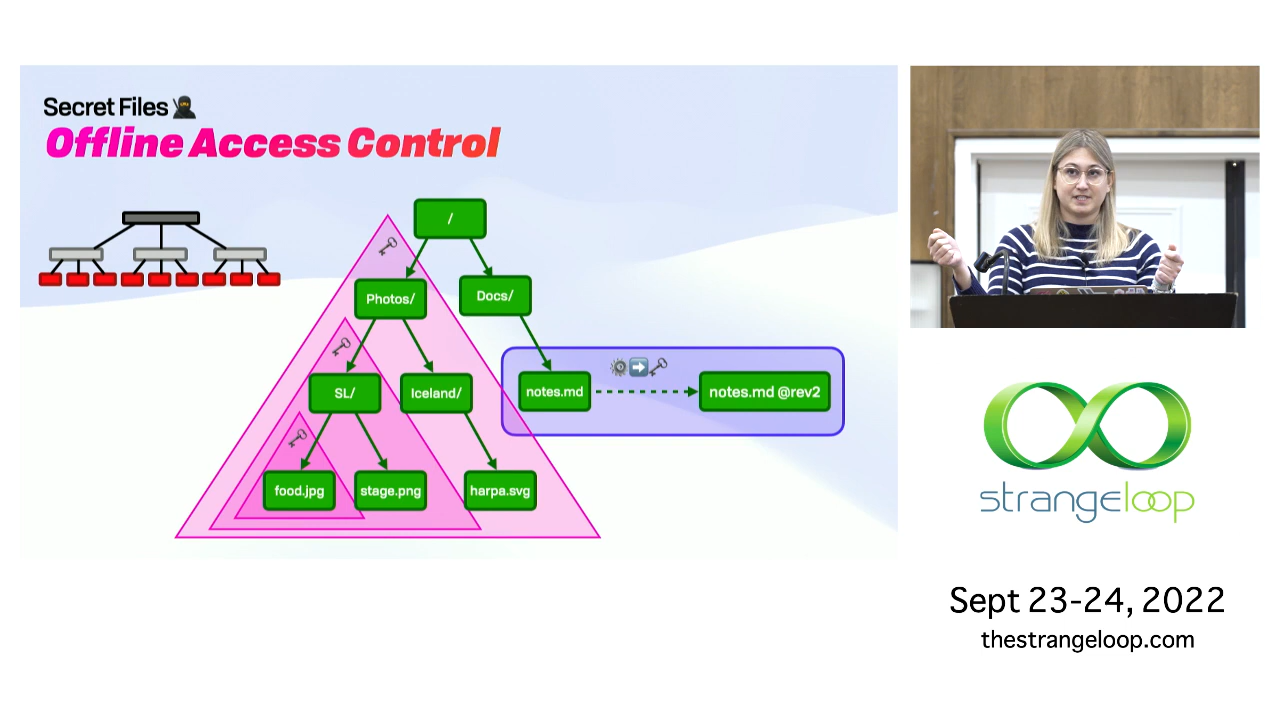 Secret Files
Offline Access Control
/
Photos/
Docs/
SL/
Iceland/
notes.md
notes.md @rev2
food.jpg
stage.png
harpa.svg
strangeloop
Sept 23-24, 2022
thestrangeloop.com